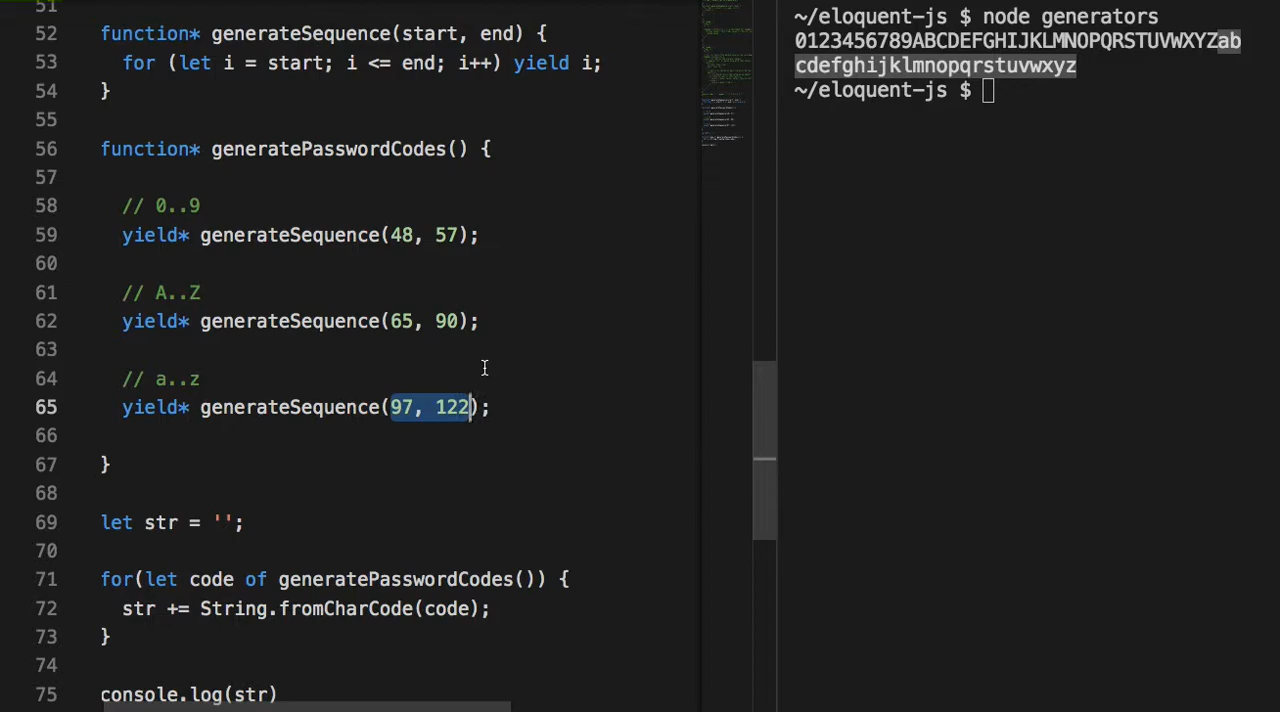 51
52 function* generateSequence(start, end) {
53 for (let i = start; i <= end; i++) yield i;
54 }
55
56 function* generatePasswordCodes() {
57
58 // 0..9
59 yield* generateSequence(48, 57);
60
61 // A..Z
62 yield* generateSequence(65, 90);
63
64 // a..z
65 yield* generateSequence(97, 122);
66
67 }
68
69 let str = '';
70
71 for(let code of generatePasswordCodes()) {
72 str += String.fromCharCode(code);
73 }
74
75 console.log(str)
~/eloquent-js $ node generators
0123456789ABCDEFGHIJKLMNOPQRSTUVWXYZab
cdefghijklmnopqrstuvwxyz
~/eloquent-js $